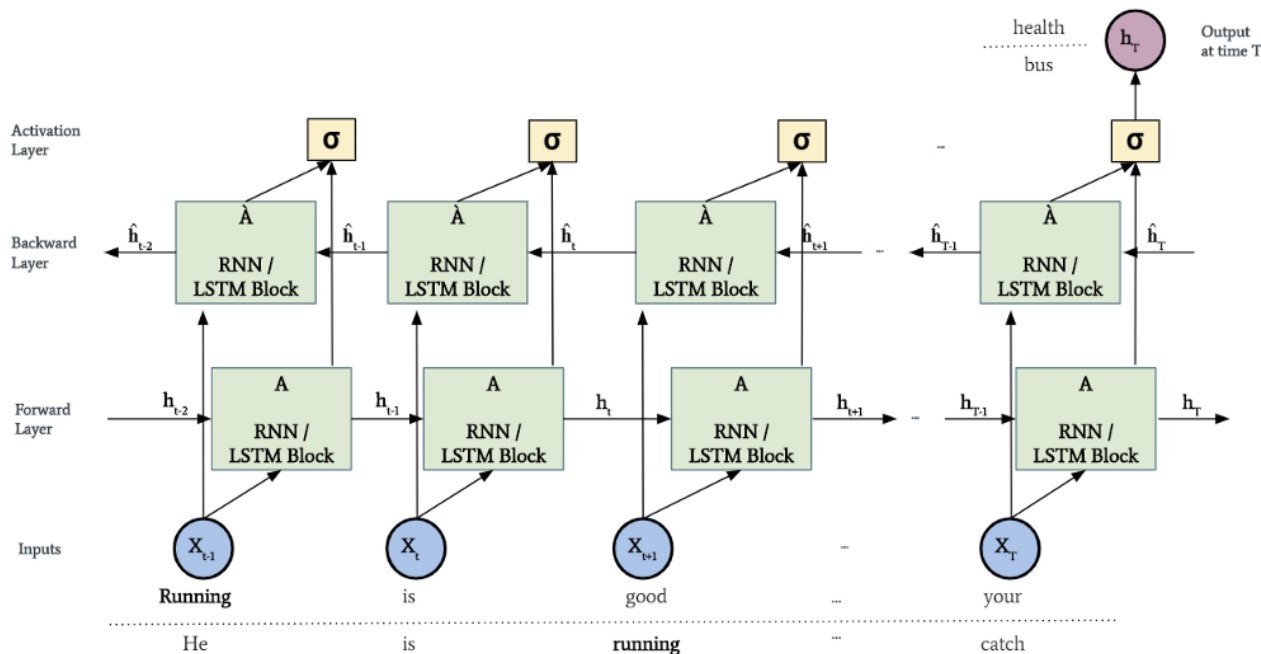 health
h_T
Output
at time T
bus
Activation
Layer
σ
σ
σ
...
σ
Backward
Layer
ĥ_t-2
À
RNN /
LSTM Block
ĥ_t-1
À
RNN /
LSTM Block
ĥ_t
À
RNN /
LSTM Block
ĥ_t+1
...
ĥ_T-1
À
RNN /
LSTM Block
ĥ_T
Forward
Layer
h_t-2
A
RNN /
LSTM Block
h_t-1
A
RNN /
LSTM Block
h_t
A
RNN /
LSTM Block
h_t+1
...
h_T-1
A
RNN /
LSTM Block
h_T
Inputs
X_t-1
X_t
X_t+1
...
X_T
Running is good ... your
He is running ... catch